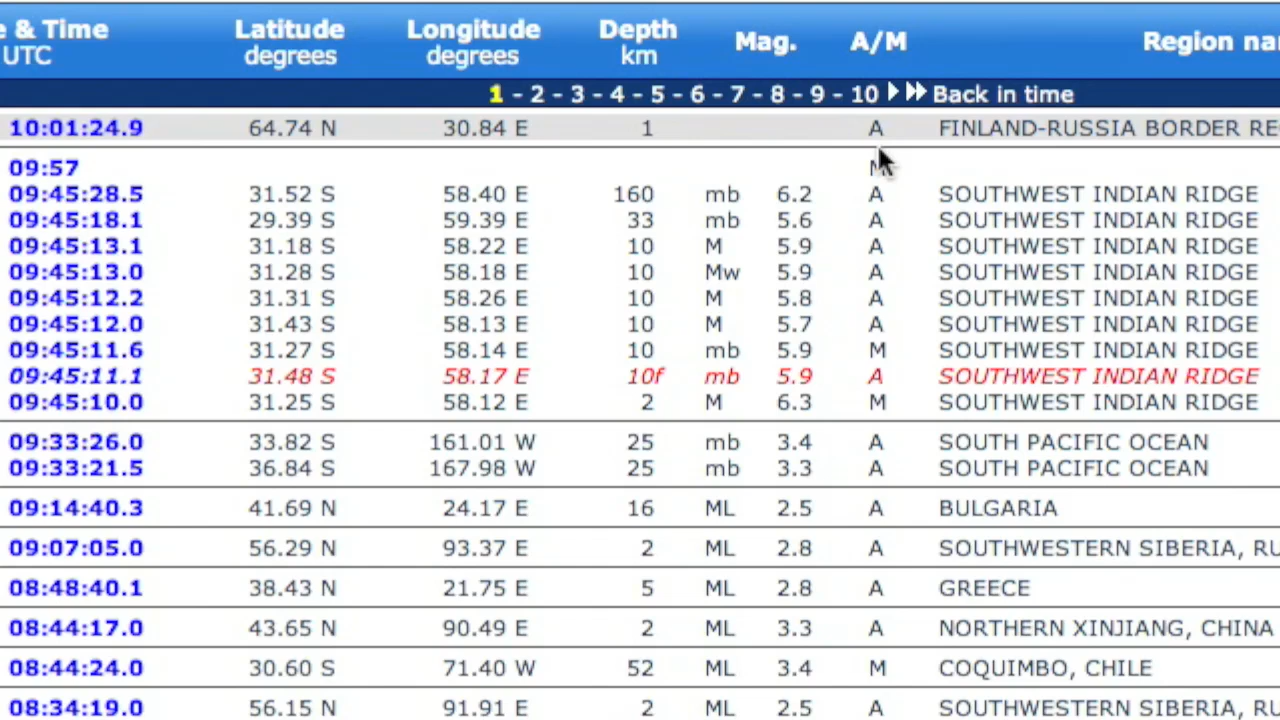 e & Time Latitude Longitude Depth Mag. A/M Region na
UTC degrees degrees km
1 - 2 - 3 - 4 - 5 - 6 - 7 - 8 - 9 - 10 Back in time
10:01:24.9 64.74 N 30.84 E 1 A FINLAND-RUSSIA BORDER RE
09:57
09:45:28.5 31.52 S 58.40 E 160 mb 6.2 A SOUTHWEST INDIAN RIDGE
09:45:18.1 29.39 S 59.39 E 33 mb 5.6 A SOUTHWEST INDIAN RIDGE
09:45:13.1 31.18 S 58.22 E 10 M 5.9 A SOUTHWEST INDIAN RIDGE
09:45:13.0 31.28 S 58.18 E 10 Mw 5.9 A SOUTHWEST INDIAN RIDGE
09:45:12.2 31.31 S 58.26 E 10 M 5.8 A SOUTHWEST INDIAN RIDGE
09:45:12.0 31.43 S 58.13 E 10 M 5.7 A SOUTHWEST INDIAN RIDGE
09:45:11.6 31.27 S 58.14 E 10 mb 5.9 M SOUTHWEST INDIAN RIDGE
09:45:11.1 31.48 S 58.17 E 10f mb 5.9 A SOUTHWEST INDIAN RIDGE
09:45:10.0 31.25 S 58.12 E 2 M 6.3 M SOUTHWEST INDIAN RIDGE
09:33:26.0 33.82 S 161.01 W 25 mb 3.4 A SOUTH PACIFIC OCEAN
09:33:21.5 36.84 S 167.98 W 25 mb 3.3 A SOUTH PACIFIC OCEAN
09:14:40.3 41.69 N 24.17 E 16 ML 2.5 A BULGARIA
09:07:05.0 56.29 N 93.37 E 2 ML 2.8 A SOUTHWESTERN SIBERIA, RU
08:48:40.1 38.43 N 21.75 E 5 ML 2.8 A GREECE
08:44:17.0 43.65 N 90.49 E 2 ML 3.3 A NORTHERN XINJIANG, CHINA
08:44:24.0 30.60 S 71.40 W 52 ML 3.4 M COQUIMBO, CHILE
08:34:19.0 56.15 N 91.91 E 2 ML 2.5 A SOUTHWESTERN SIBERIA, RU